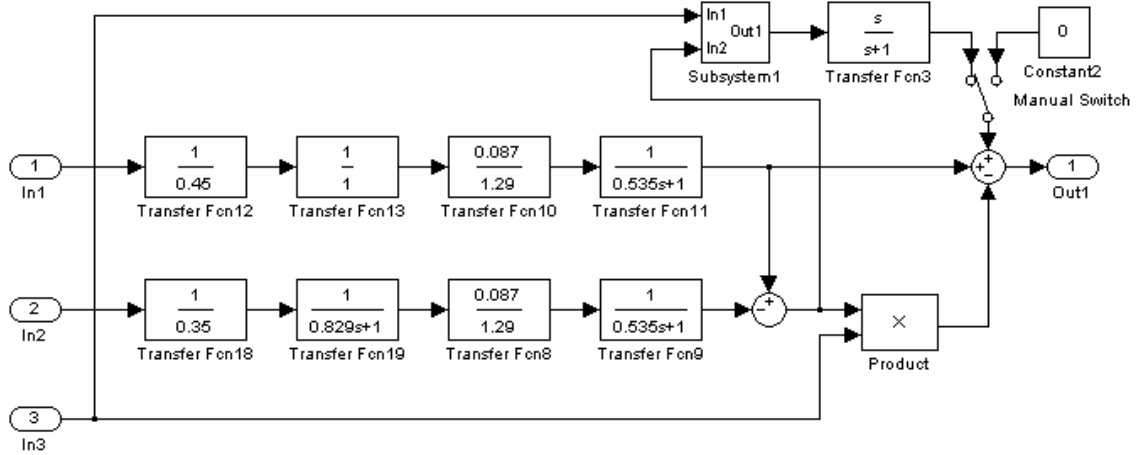 In1
In2
Out1
Subsystem1
s
s+1
Transfer Fcn3
0
Constant2
Manual Switch
1
In1
1
0.45
Transfer Fcn12
1
1
Transfer Fcn13
0.087
1.29
Transfer Fcn10
1
0.535s+1
Transfer Fcn11
+
+
−
1
Out1
2
In2
1
0.35
Transfer Fcn18
1
0.829s+1
Transfer Fcn19
0.087
1.29
Transfer Fcn8
1
0.535s+1
Transfer Fcn9
+
−
×
Product
3
In3